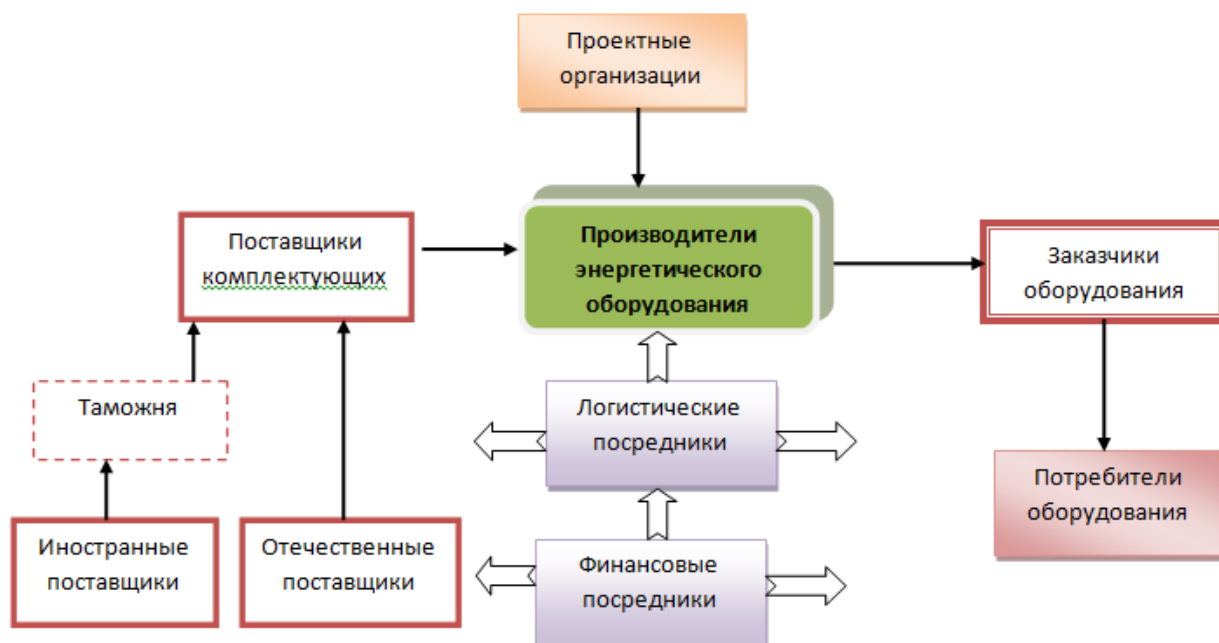 Проектные
организации
Поставщики
комплектующих
Производители
энергетического
оборудования
Заказчики
оборудования
Таможня
Логистические
посредники
Иностранные
поставщики
Отечественные
поставщики
Финансовые
посредники
Потребители
оборудования